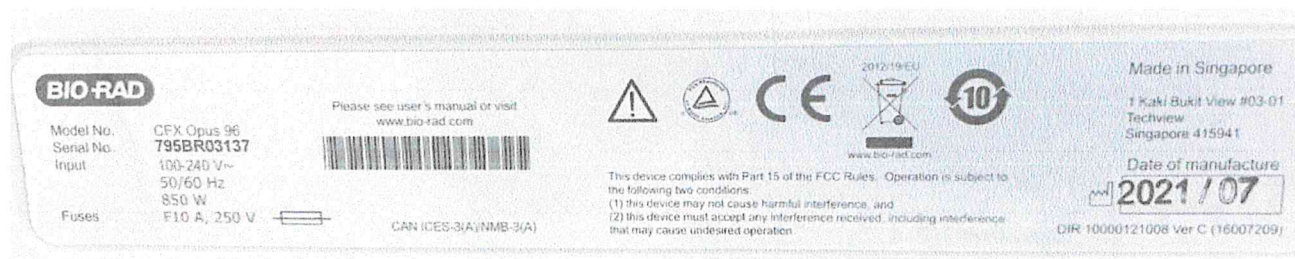 BIO-RAD
Model No. CFX Opus 96
Serial No. 795BR03137
Input 100-240 V~
50/60 Hz
850 W
Fuses F10 A, 250 V
Please see user's manual or visit
www.bio-rad.com
CAN ICES-3(A)/NMB-3(A)
CE
2012/19/EU
www.bio-rad.com
10
This device complies with Part 15 of the FCC Rules. Operation is subject to
the following two conditions:
(1) this device may not cause harmful interference, and
(2) this device must accept any interference received, including interference
that may cause undesired operation.
Made in Singapore
1 Kaki Bukit View #03-01
Techview
Singapore 415941
Date of manufacture
2021 / 07
DIR 10000121008 Ver C (16007209)